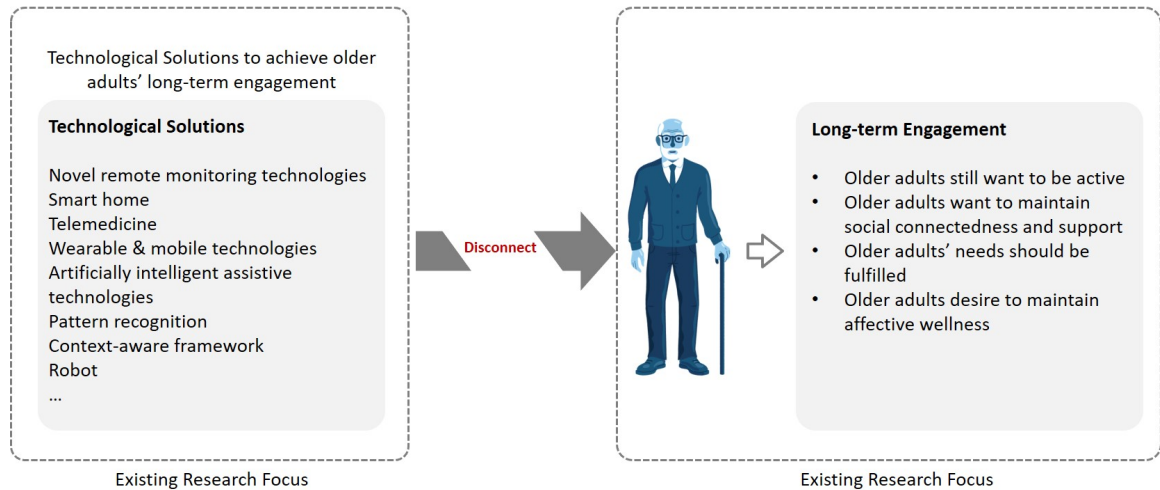 Technological Solutions to achieve older
adults’ long-term engagement
Technological Solutions
Novel remote monitoring technologies
Smart home
Telemedicine
Wearable & mobile technologies
Artificially intelligent assistive
technologies
Pattern recognition
Context-aware framework
Robot
...
Existing Research Focus
Disconnect
Long-term Engagement
• Older adults still want to be active
• Older adults want to maintain
social connectedness and support
• Older adults’ needs should be
fulfilled
• Older adults desire to maintain
affective wellness
Existing Research Focus